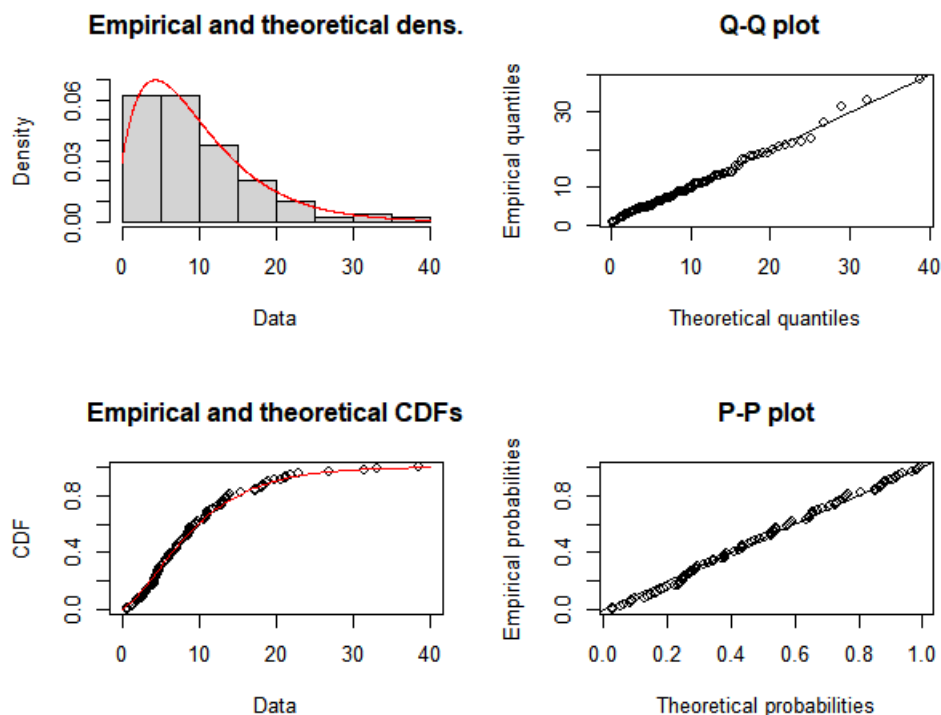 Empirical and theoretical dens.
Density
0.00 0.03 0.06
0 10 20 30 40
Data
Q-Q plot
Empirical quantiles
0 10 30
0 10 20 30 40
Theoretical quantiles
Empirical and theoretical CDFs
CDF
0.0 0.4 0.8
0 10 20 30 40
Data
P-P plot
Empirical probabilities
0.0 0.4 0.8
0.0 0.2 0.4 0.6 0.8 1.0
Theoretical probabilities